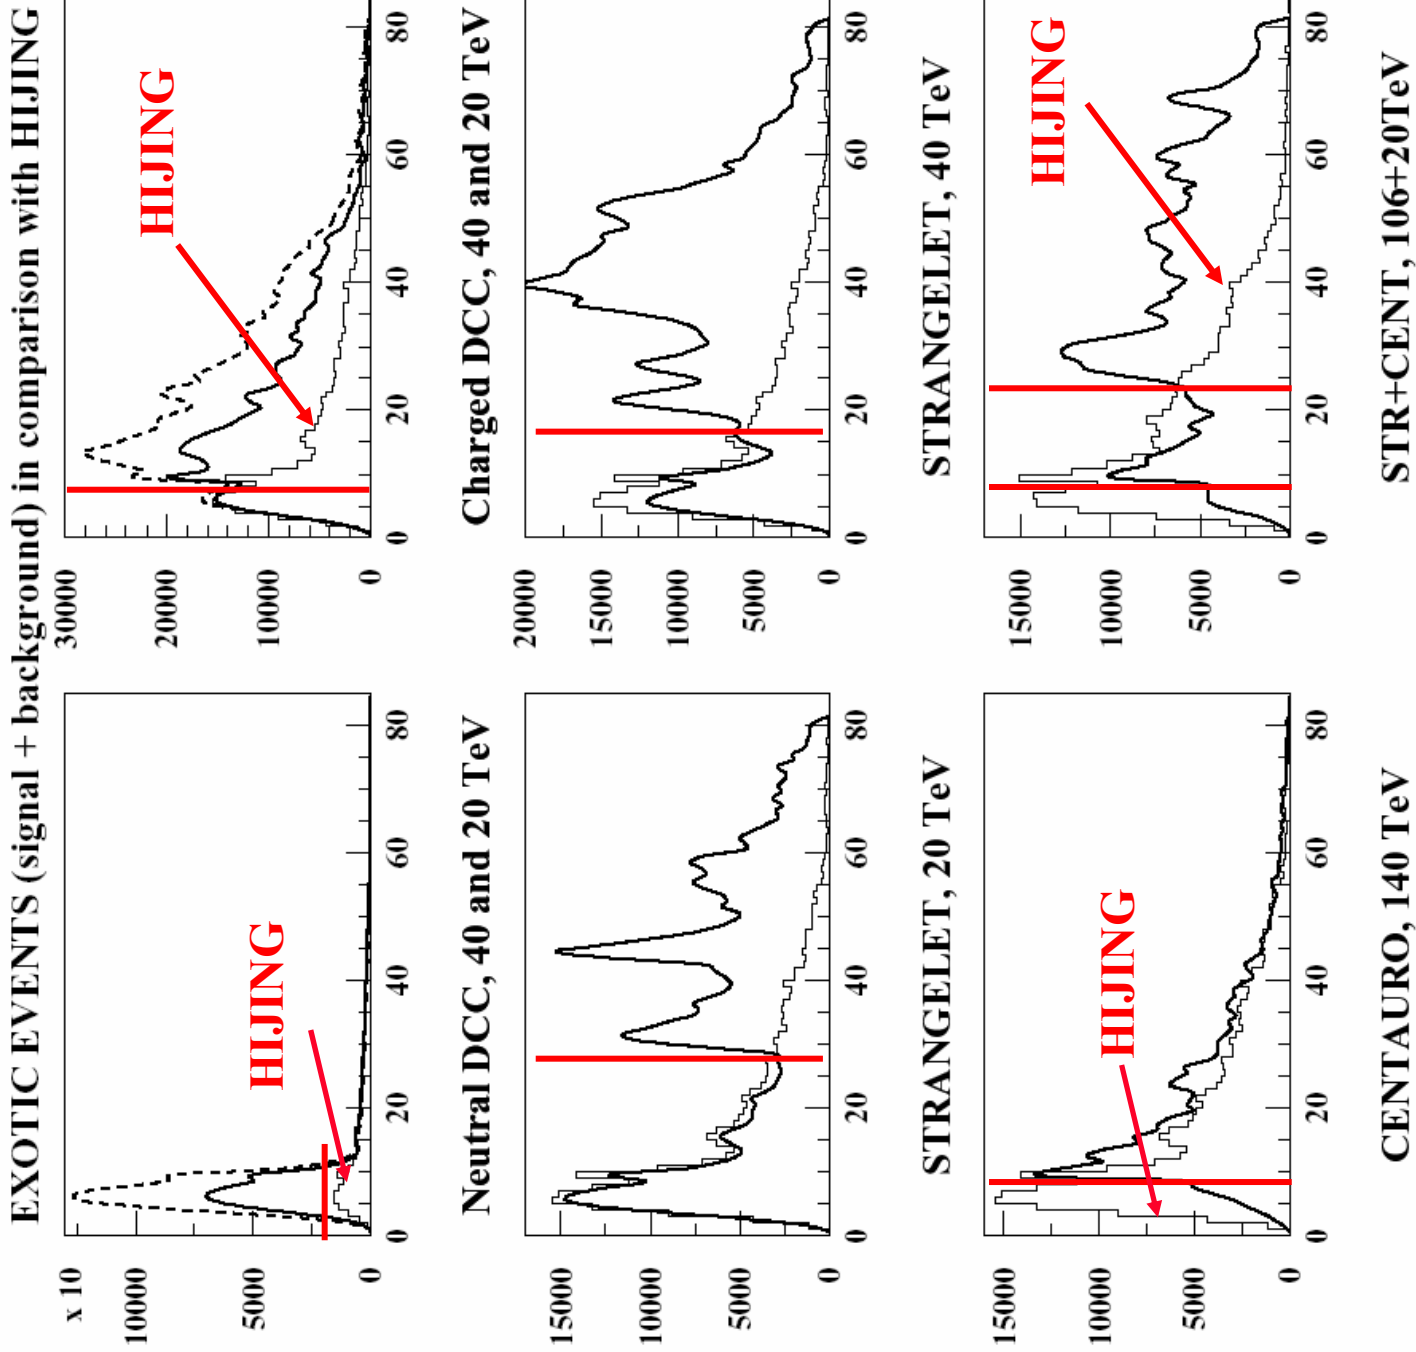 EXOTIC EVENTS (signal + background) in comparison with HIJING
x 10
10000
5000
0
HIJING
0 20 40 60 80
Neutral DCC, 40 and 20 TeV
30000
20000
10000
0
HIJING
0 20 40 60 80
Charged DCC, 40 and 20 TeV
15000
10000
5000
0
0 20 40 60 80
STRANGELET, 20 TeV
20000
15000
10000
5000
0
0 20 40 60 80
STRANGELET, 40 TeV
15000
10000
5000
0
HIJING
0 20 40 60 80
CENTAURO, 140 TeV
15000
10000
5000
0
HIJING
0 20 40 60 80
STR+CENT, 106+20TeV